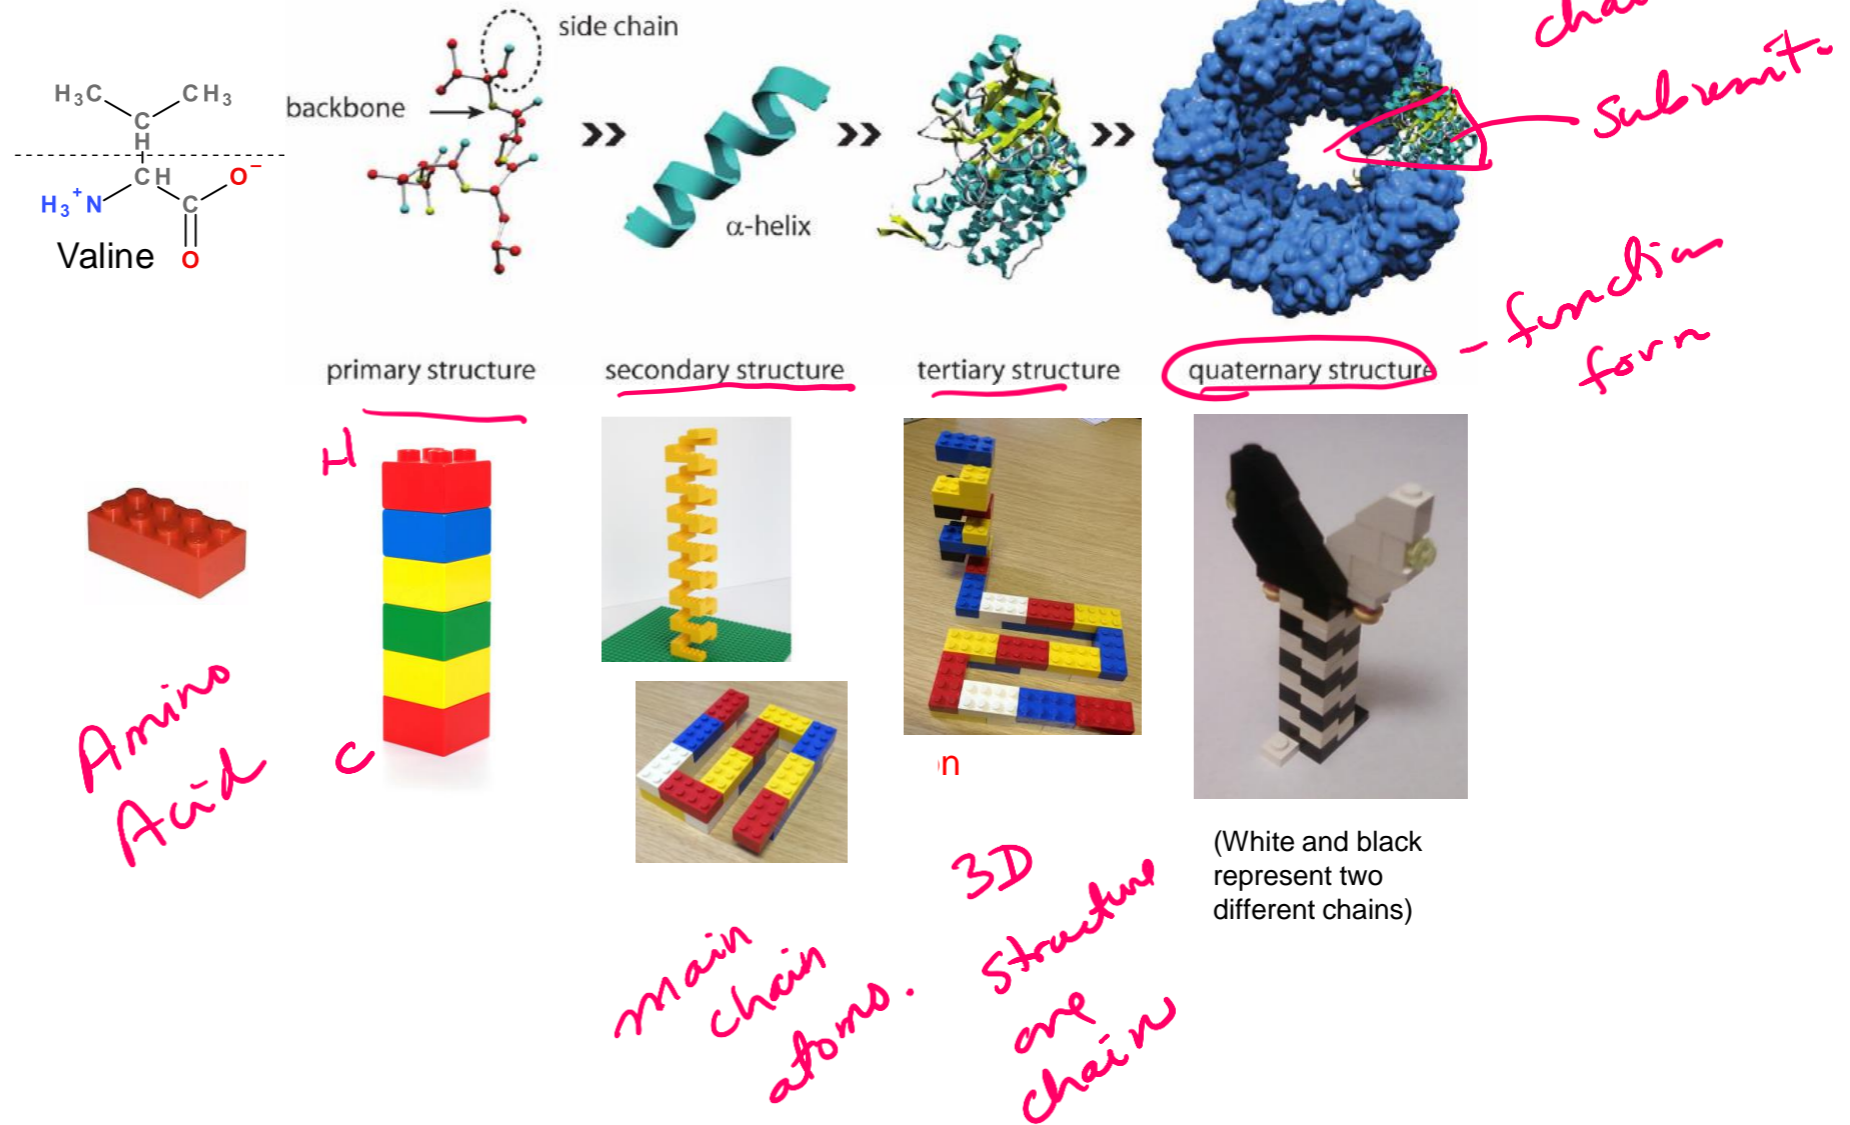 side chain
backbone
α-helix
H₃C CH₃
C
H
CH
O⁻
H₃⁺N
C
Valine
O
subunit.
primary structure
secondary structure
tertiary structure
quaternary structure
- function
form
C
n
Amino
Acid
main
chain
atoms.
3D
structure
one
chain
(White and black
represent two
different chains)